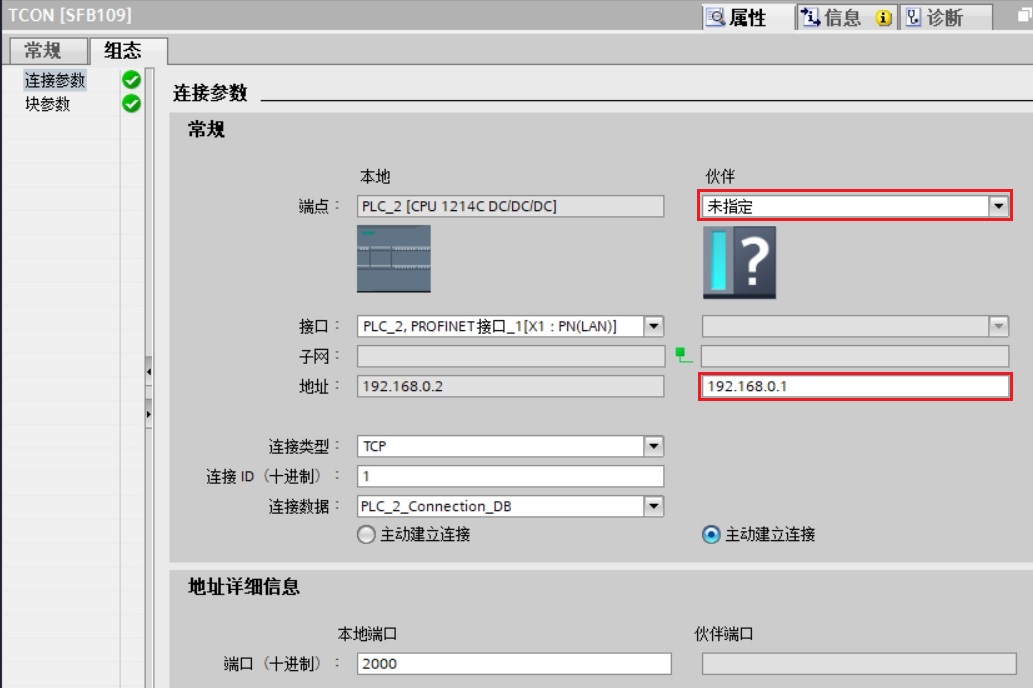 TCON [SFB109]
属性
信息
诊断
常规
组态
连接参数
块参数
连接参数
常规
本地
伙伴
端点：
PLC_2 [CPU 1214C DC/DC/DC]
未指定
?
接口：
PLC_2, PROFINET接口_1[X1 : PN(LAN)]
子网：
地址：
192.168.0.2
192.168.0.1
连接类型：
TCP
连接 ID（十进制）：
1
连接数据：
PLC_2_Connection_DB
主动建立连接
主动建立连接
地址详细信息
本地端口
伙伴端口
端口（十进制）：
2000